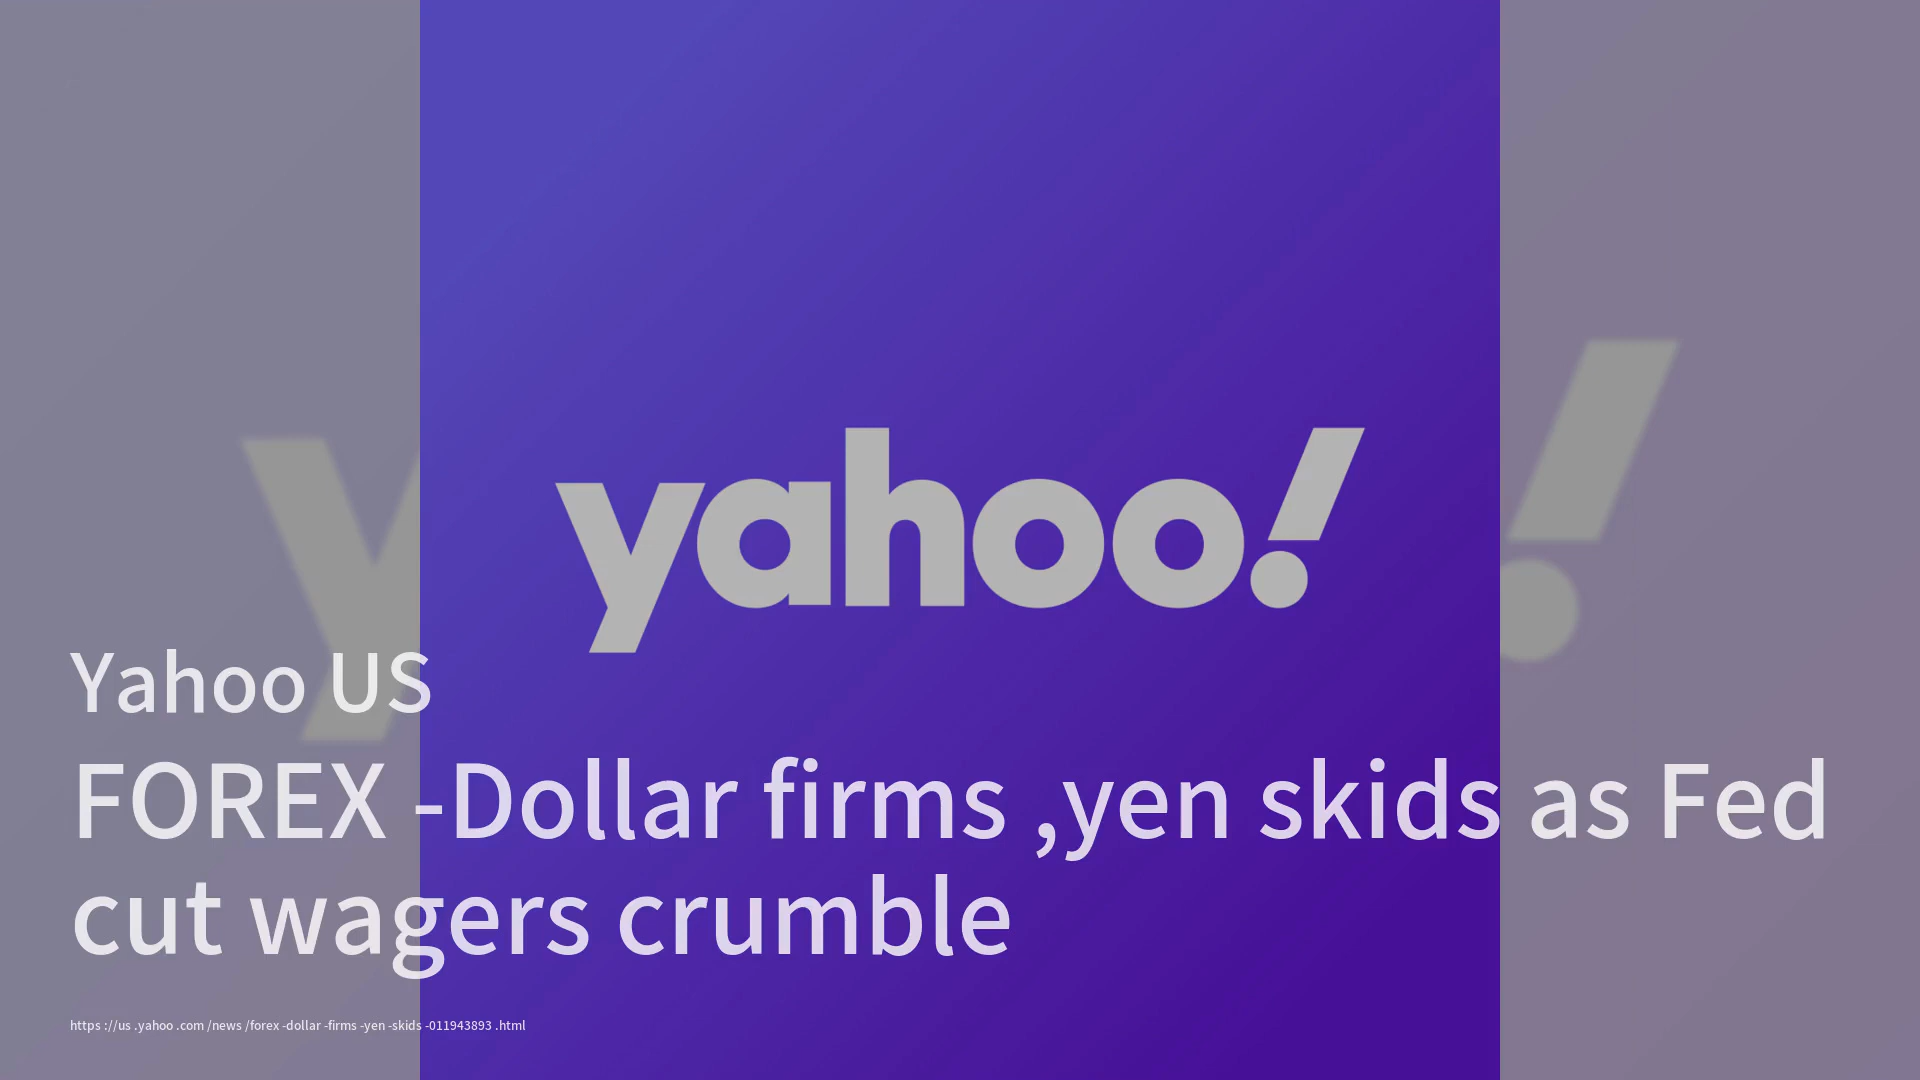 yahoo!
Yahoo US
FOREX -Dollar firms ,yen skids as Fed
cut wagers crumble
https ://us .yahoo .com /news /forex -dollar -firms -yen -skids -011943893 .html